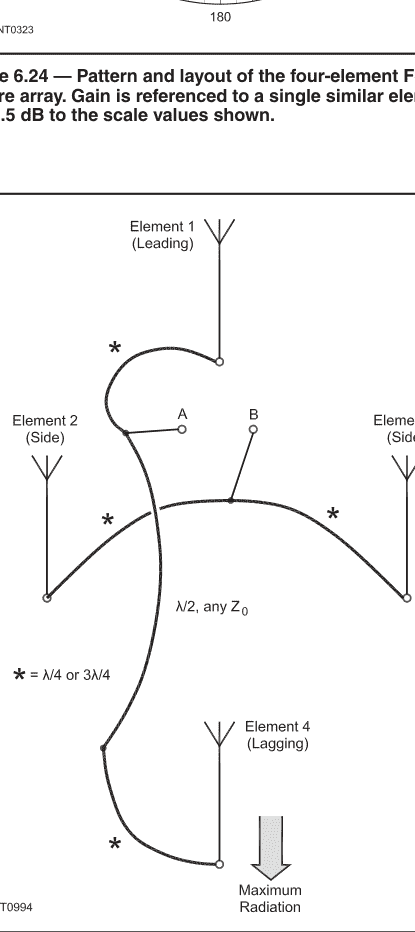 180
NT0323
e 6.24 — Pattern and layout of the four-element F
re array. Gain is referenced to a single similar ele
.5 dB to the scale values shown.
Element 1
(Leading)
*
A
B
Element 2
(Side)
Eleme
(Sid
*
*
λ/2, any Z0
* = λ/4 or 3λ/4
Element 4
(Lagging)
*
Maximum
Radiation
T0994